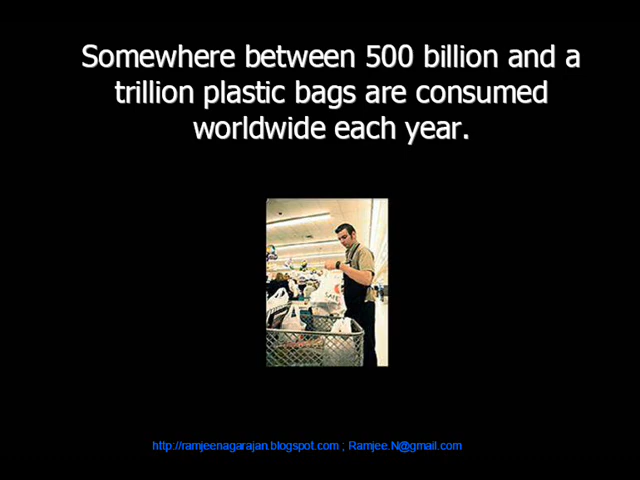 Somewhere between 500 billion and a
trillion plastic bags are consumed
worldwide each year.
SAFE
http://ramjeenagarajan.blogspot.com ; Ramjee.N@gmail.com